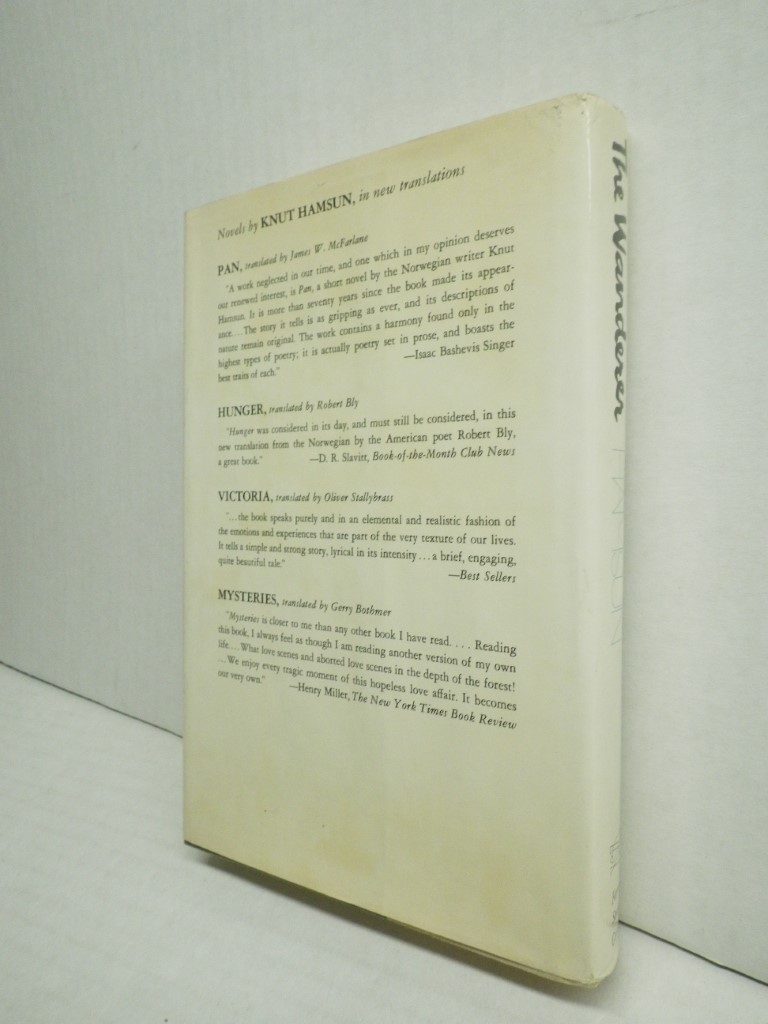 Novels by KNUT HAMSUN, in new translations
PAN, translated by James W. McFarlane
"A work neglected in our time, and one which in my opinion deserves
our renewed interest, is Pan, a short novel by the Norwegian writer Knut
Hamsun. It is more than seventy years since the book made its appear-
ance.... The story it tells is as gripping as ever, and its descriptions of
nature remain original. The work contains a harmony found only in the
highest types of poetry; it is actually poetry set in prose, and boasts the
best traits of each."
—Isaac Bashevis Singer
HUNGER, translated by Robert Bly
"Hunger was considered in its day, and must still be considered, in this
new translation from the Norwegian by the American poet Robert Bly,
a great book." —D. R. Slavitt, Book-of-the-Month Club News
VICTORIA, translated by Oliver Stallybrass
"...the book speaks purely and in an elemental and realistic fashion of
the emotions and experiences that are part of the very texture of our lives.
It tells a simple and strong story, lyrical in its intensity ... a brief, engaging,
quite beautiful tale."
—Best Sellers
MYSTERIES, translated by Gerry Bothmer
"Mysteries is closer to me than any other book I have read. . . . Reading
this book, I always feel as though I am reading another version of my own
life.... What love scenes and aborted love scenes in the depth of the forest!
...We enjoy every tragic moment of this hopeless love affair. It becomes
our very own." —Henry Miller, The New York Times Book Review
The Wanderer